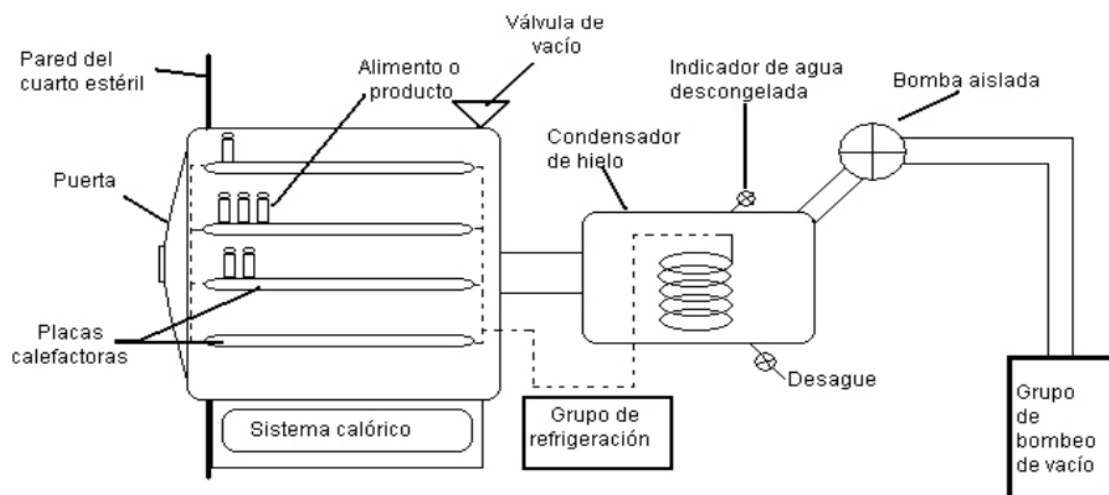 Válvula de
vacío
Pared del
cuarto estéril
Alimento o
producto
Indicador de agua
descongelada
Bomba aislada
Condensador
de hielo
Puerta
Placas
calefactoras
Desague
Sistema calórico
Grupo de
refrigeración
Grupo
de
bombeo
de vacío